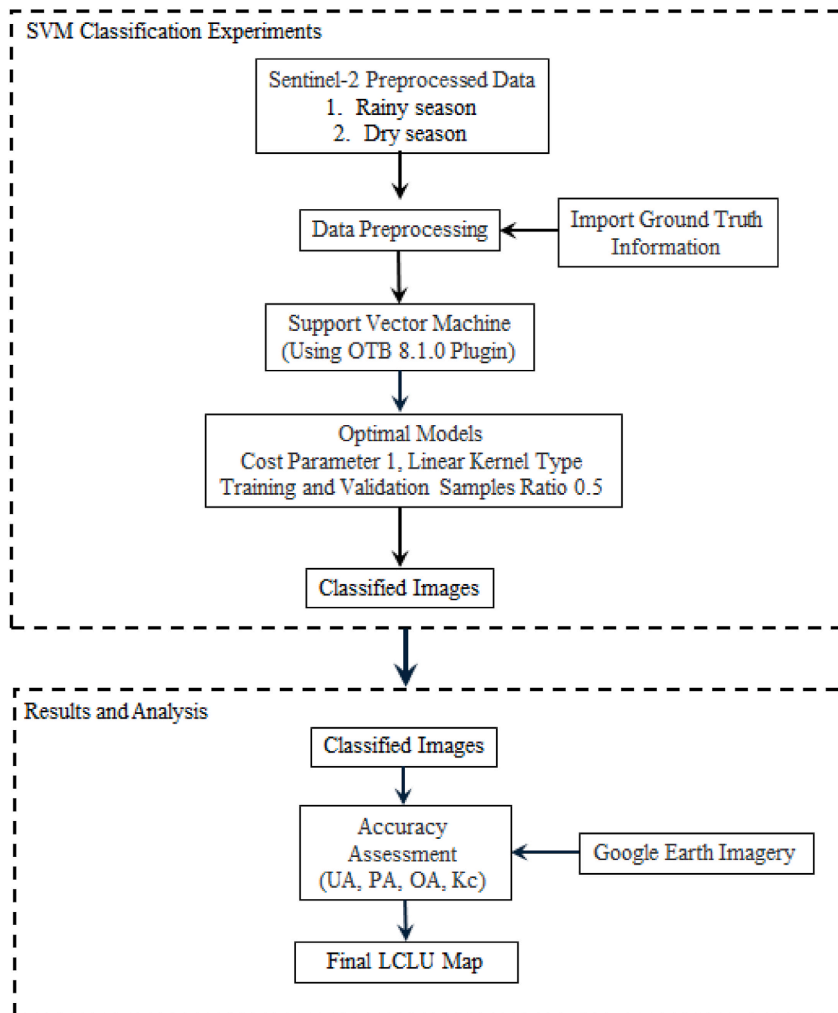 SVM Classification Experiments
Sentinel-2 Preprocessed Data
1. Rainy season
2. Dry season
Data Preprocessing
Import Ground Truth
Information
Support Vector Machine
(Using OTB 8.1.0 Plugin)
Optimal Models
Cost Parameter 1, Linear Kernel Type
Training and Validation Samples Ratio 0.5
Classified Images
Results and Analysis
Classified Images
Accuracy
Assessment
(UA, PA, OA, Kc)
Google Earth Imagery
Final LCLU Map